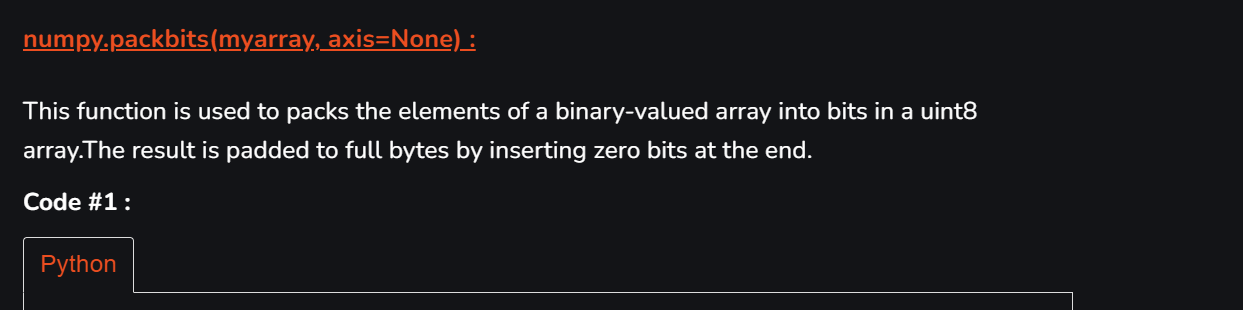 numpy.packbits(myarray, axis=None) :
This function is used to packs the elements of a binary-valued array into bits in a uint8
array.The result is padded to full bytes by inserting zero bits at the end.
Code #1 :
Python